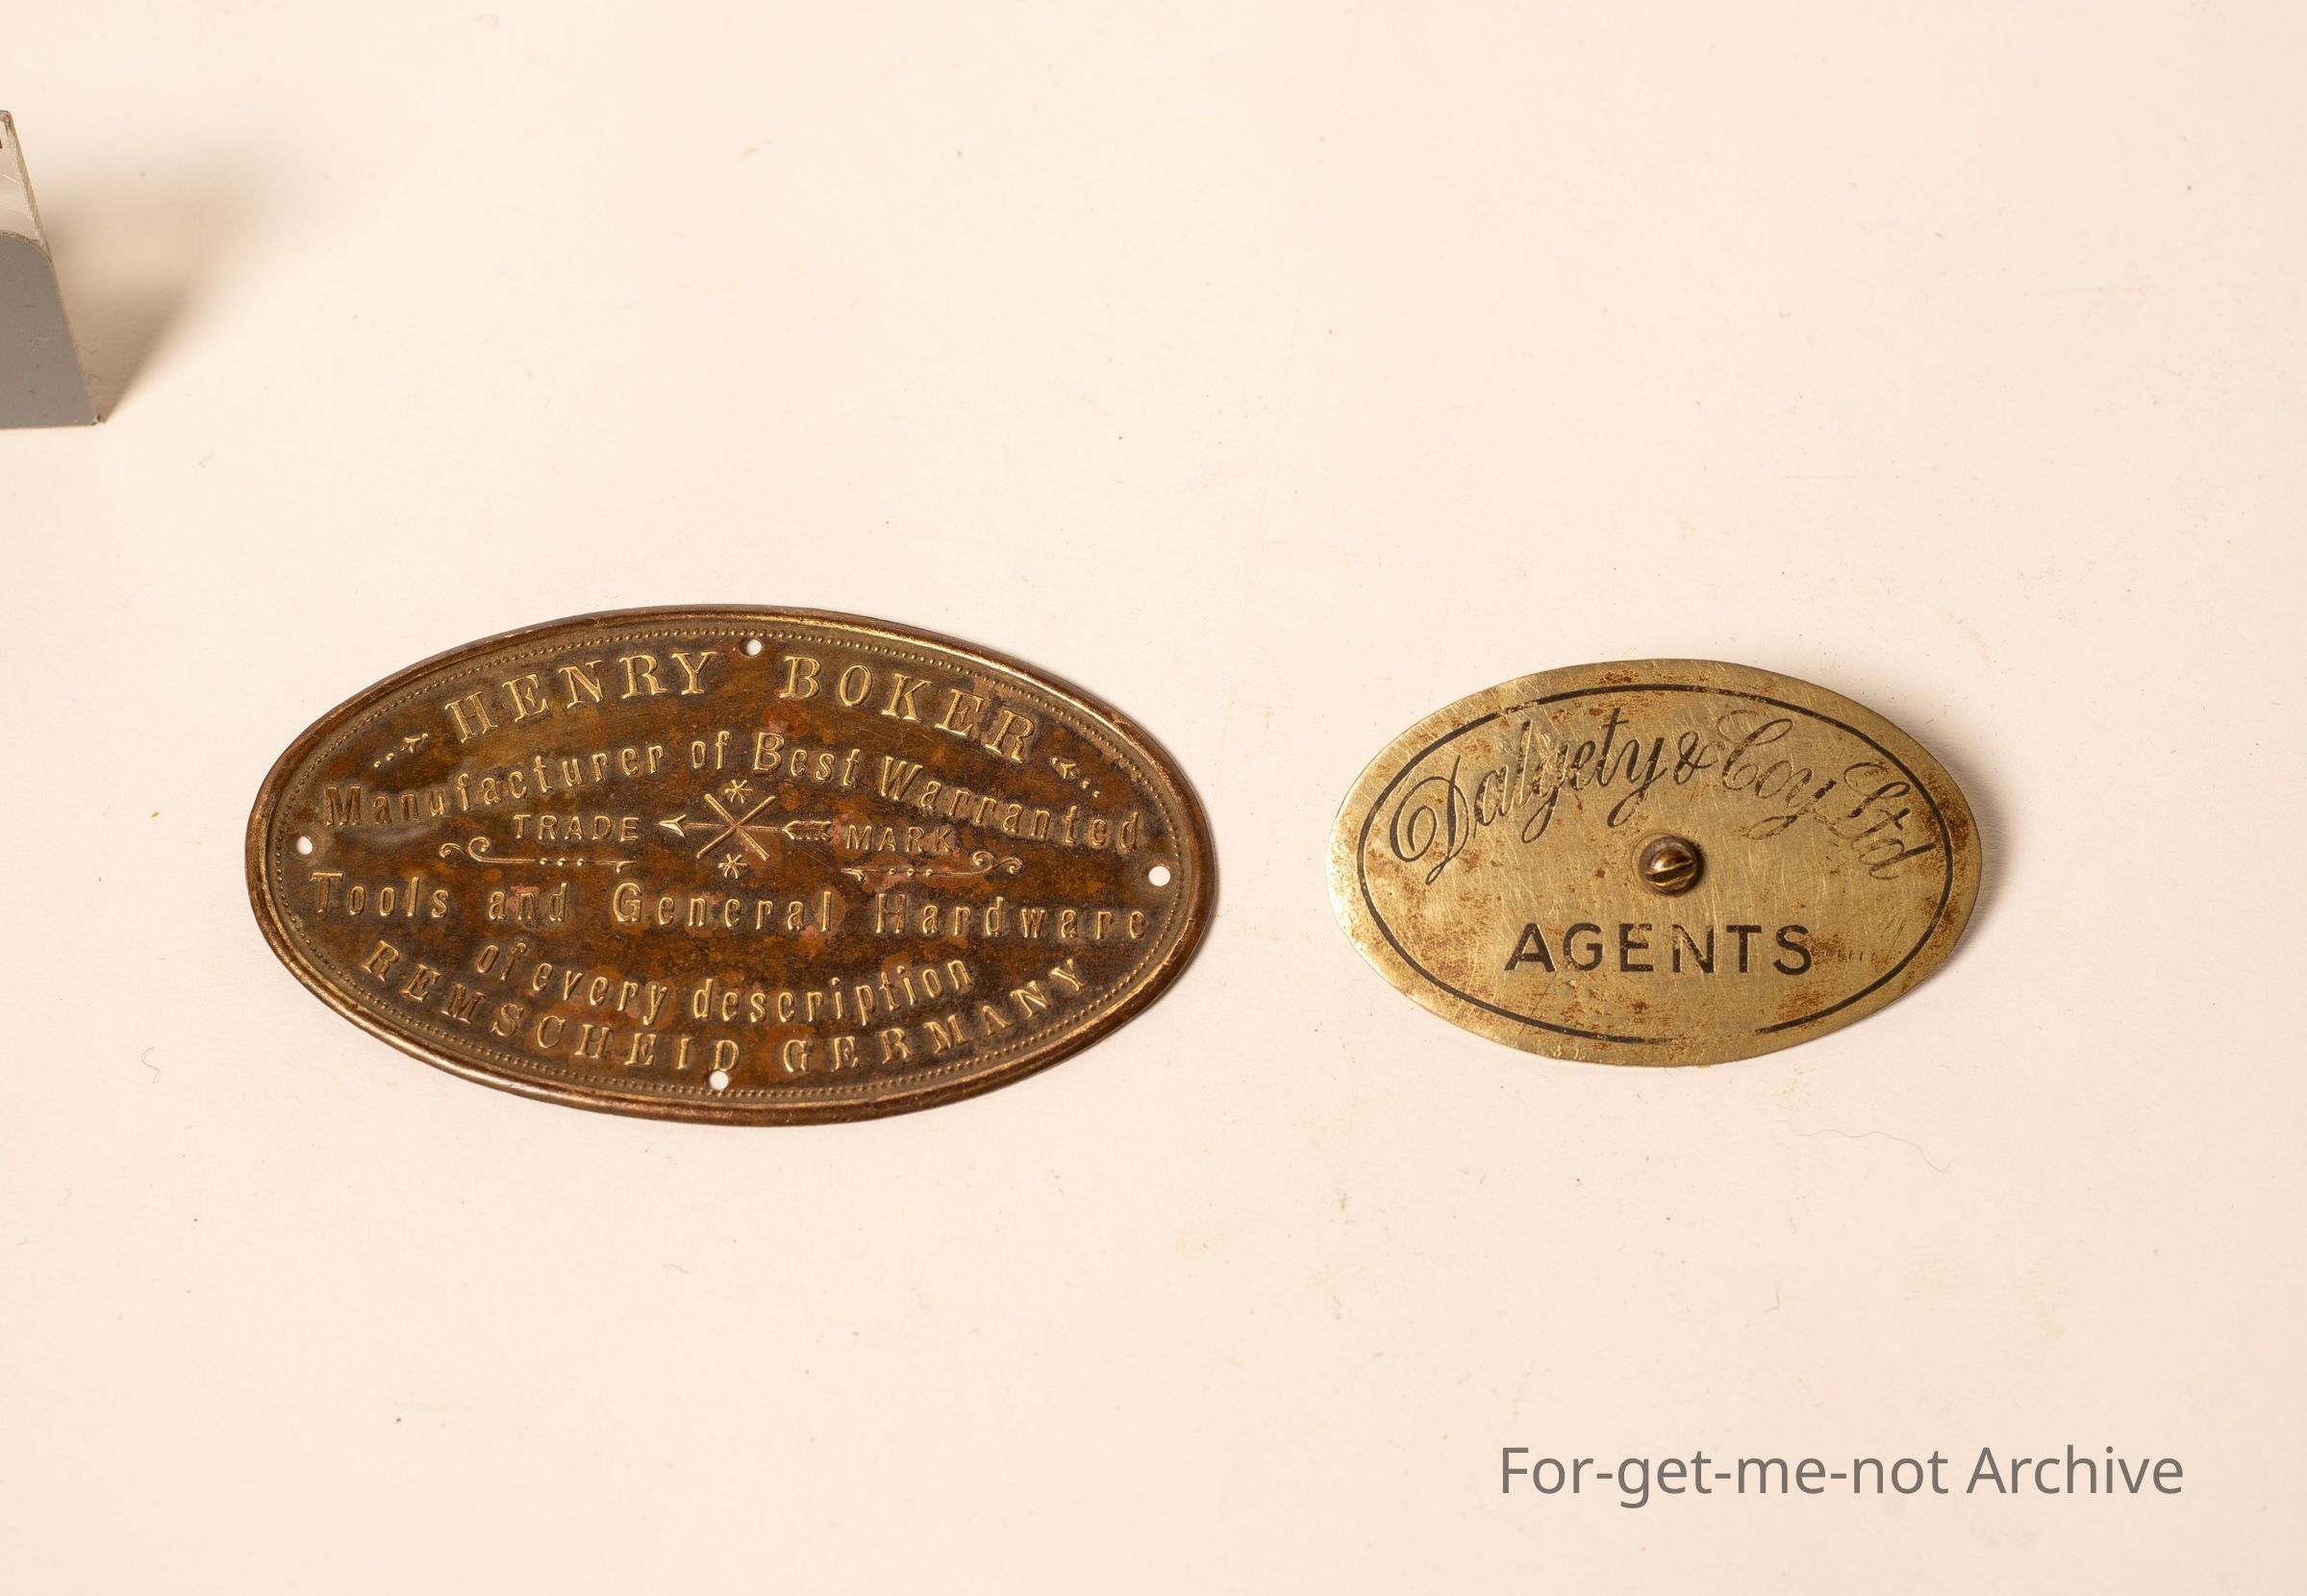 HENRY BOKER
Manufacturer of Best Warranted
TRADE MARK
Tools and General Hardware
of every description
REMSCHEID GERMANY
Dalgety & Coy Ltd
AGENTS
For-get-me-not Archive